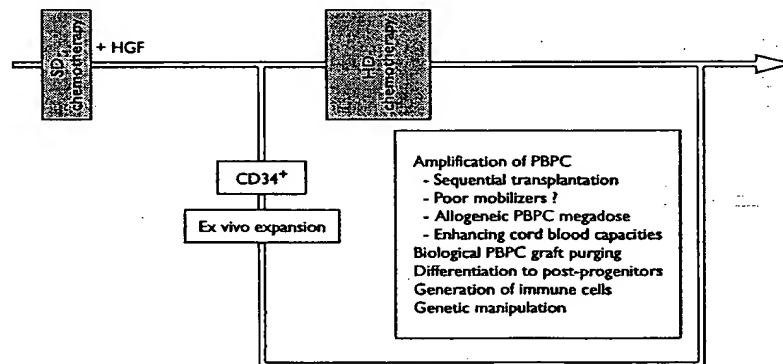 SD
chemotherapy
+ HGF
HD
chemotherapy
CD34+
Ex vivo expansion
Amplification of PBPC
- Sequential transplantation
- Poor mobilizers ?
- Allogeneic PBPC megadose
- Enhancing cord blood capacities
Biological PBPC graft purging
Differentiation to post-progenitors
Generation of immune cells
Genetic manipulation